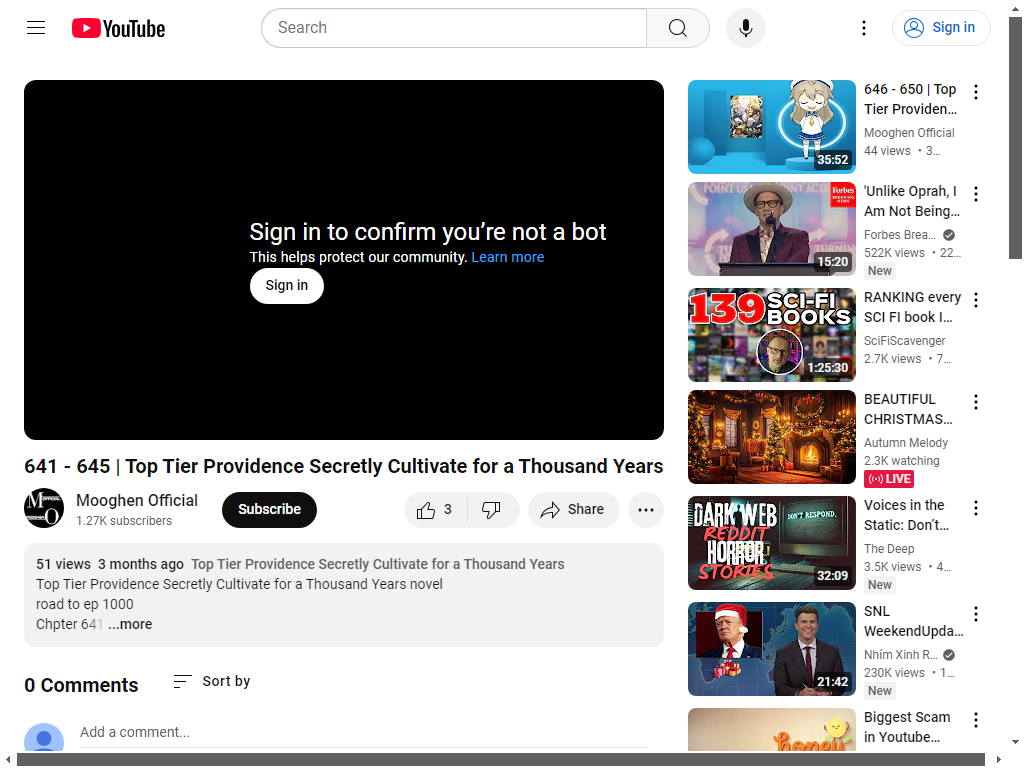 YouTube
Search
Sign in
Sign in to confirm you're not a bot
This helps protect our community. Learn more
Sign in
641 - 645 | Top Tier Providence Secretly Cultivate for a Thousand Years
Mooghen Official
1.27K subscribers
Subscribe
3
Share
51 views 3 months ago Top Tier Providence Secretly Cultivate for a Thousand Years
Top Tier Providence Secretly Cultivate for a Thousand Years novel
road to ep 1000
Chpter 641 ...more
0 Comments
Sort by
Add a comment...
35:52
646 - 650 | Top
Tier Providen...
Mooghen Official
44 views • 3...
Forbes
BREAKING
NEWS
15:20
'Unlike Oprah, I
Am Not Being...
Forbes Brea...
522K views • 22...
New
139 SCI-FI
BOOKS
1:25:30
RANKING every
SCI FI book I...
SciFiScavenger
2.7K views • 7...
BEAUTIFUL
CHRISTMAS...
Autumn Melody
2.3K watching
LIVE
DARK WEB
REDDIT
HORROR
STORIES
DON'T RESPOND.
32:09
Voices in the
Static: Don't...
The Deep
3.5K views • 4...
New
21:42
SNL
WeekendUpda...
Nhím Xinh R...
230K views • 1...
New
honey
Biggest Scam
in Youtube...